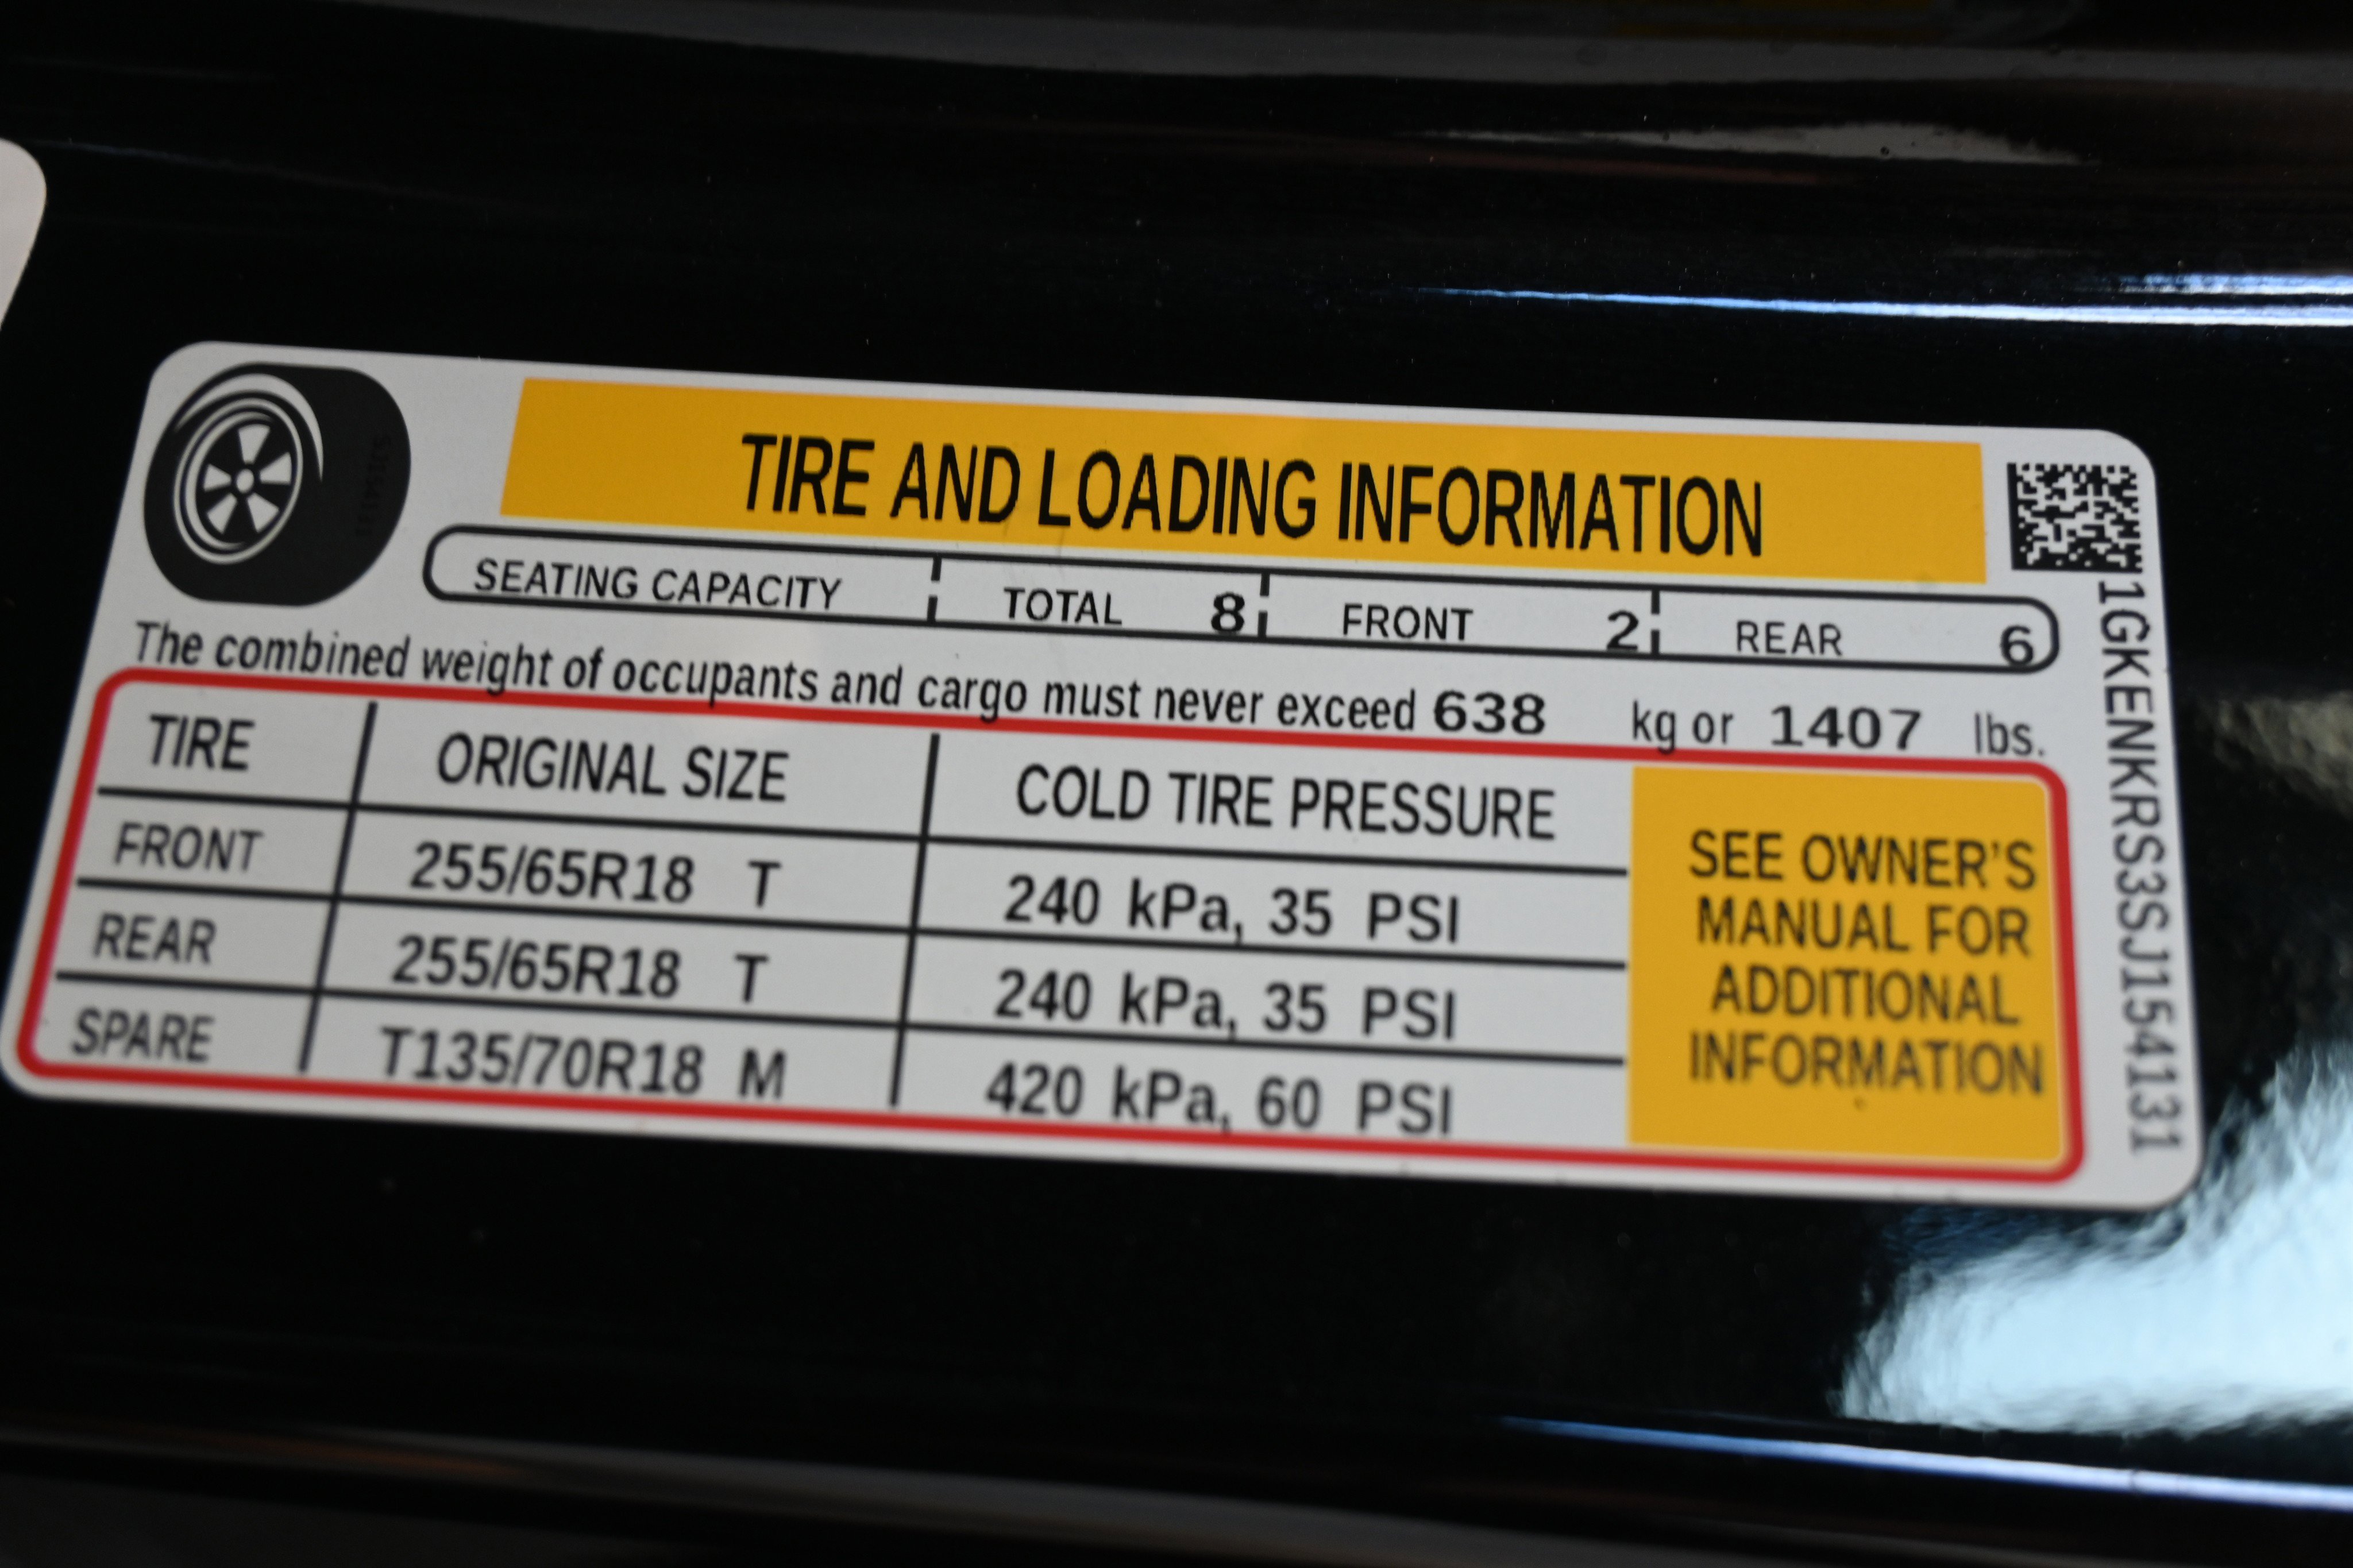 TIRE AND LOADING INFORMATION
SEATING CAPACITY TOTAL 8 FRONT 2 REAR 6
The combined weight of occupants and cargo must never exceed 638 kg or 1407 lbs.
TIRE ORIGINAL SIZE COLD TIRE PRESSURE
FRONT 255/65R18 T 240 kPa, 35 PSI
REAR 255/65R18 T 240 kPa, 35 PSI
SPARE T135/70R18 M 420 kPa, 60 PSI
SEE OWNER'S
MANUAL FOR
ADDITIONAL
INFORMATION
1GKENKRS3SJ154131